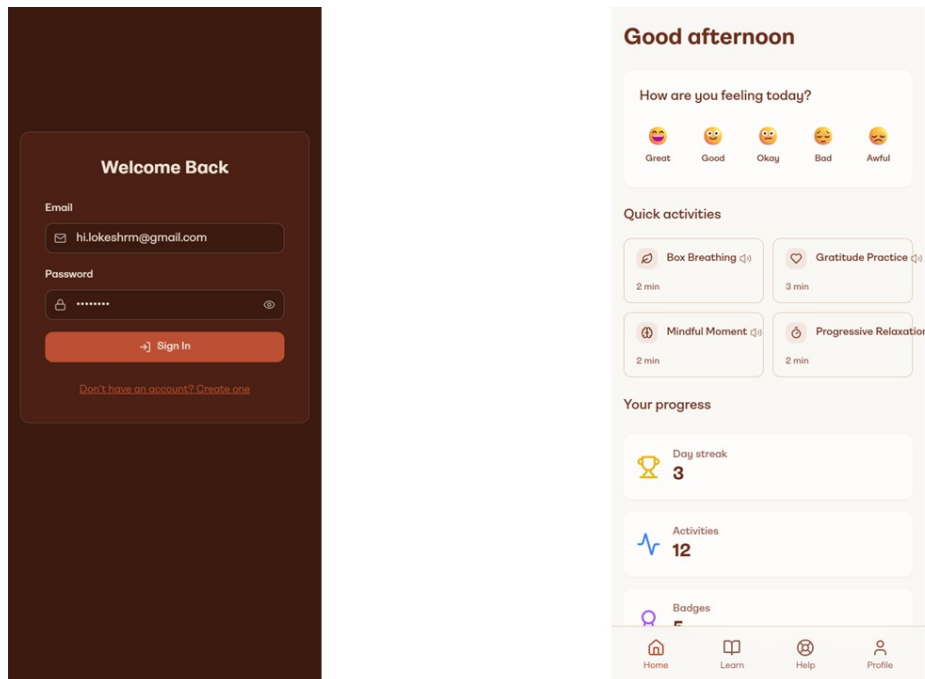 Welcome Back
Email
hi.lokeshrm@gmail.com
Password
••••••••
Sign In
Don't have an account? Create one
Good afternoon
How are you feeling today?
Great Good Okay Bad Awful
Quick activities
Box Breathing
2 min
Gratitude Practice
3 min
Mindful Moment
2 min
Progressive Relaxation
2 min
Your progress
Day streak
3
Activities
12
Badges
Home Learn Help Profile